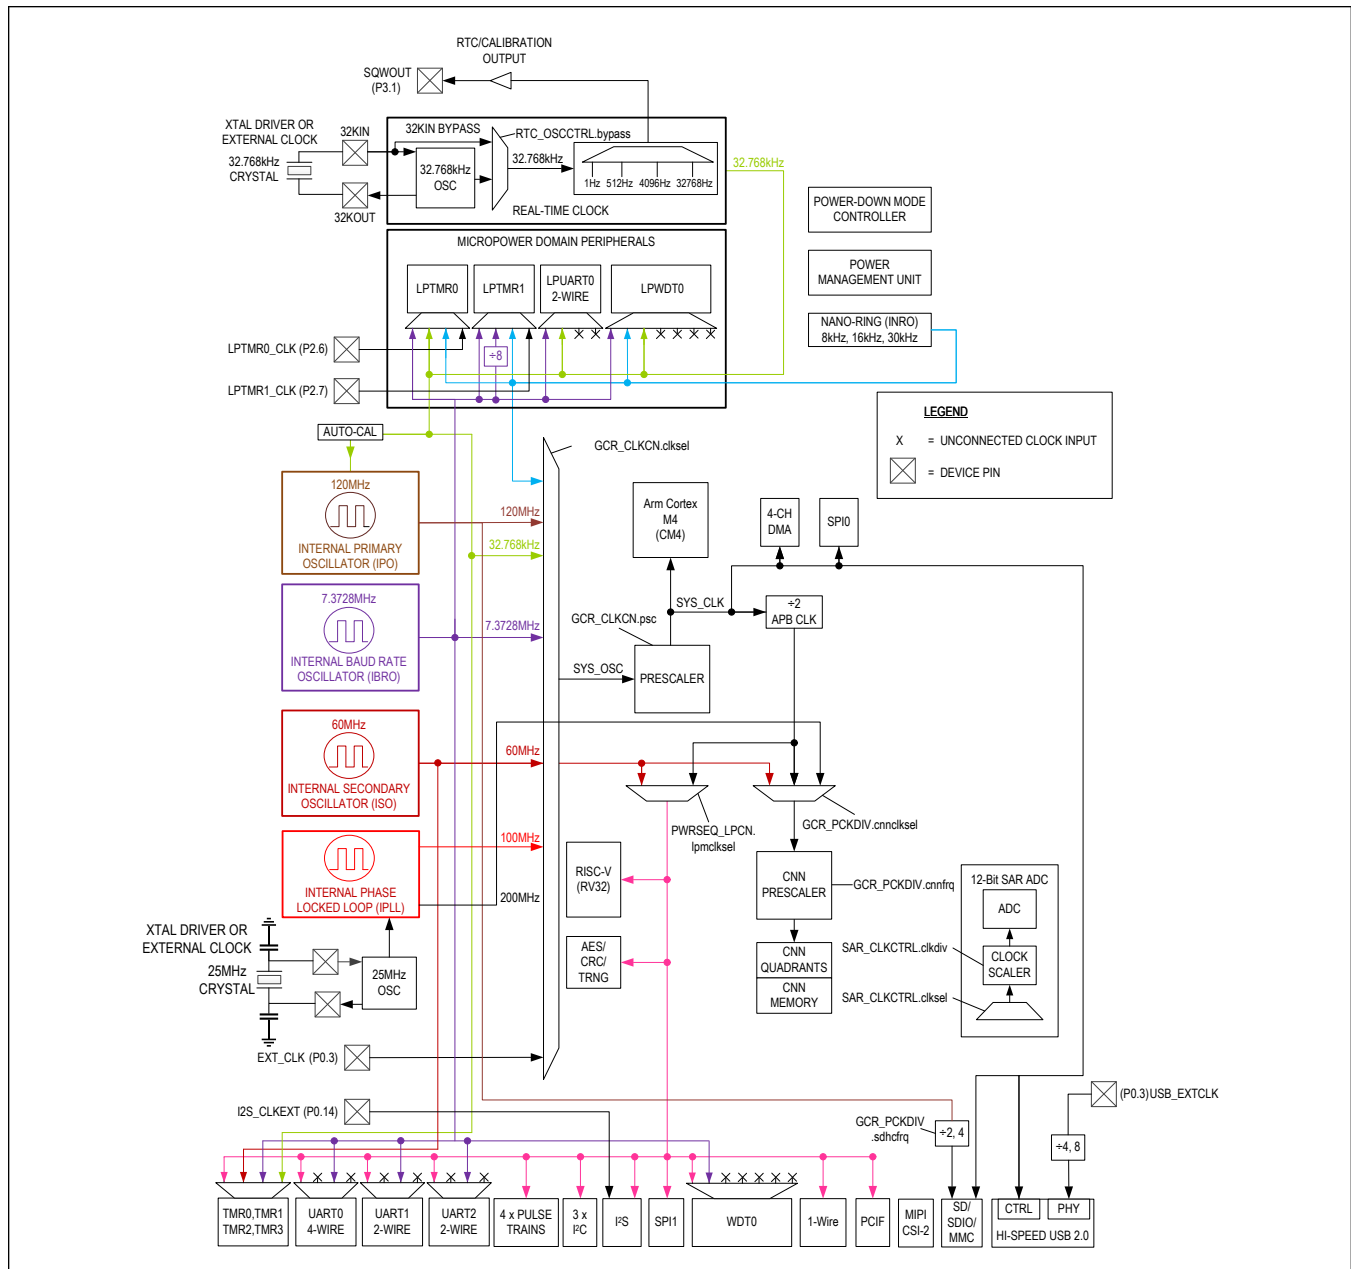 RTC/CALIBRATION
OUTPUT
SQWOUT
(P3.1)
XTAL DRIVER OR
EXTERNAL CLOCK
32KIN
32KIN BYPASS
RTC_OSCCTRL.bypass
32.768kHz
CRYSTAL
32.768kHz
OSC
32.768kHz
1Hz
512Hz
4096Hz
32768Hz
32.768kHz
32KOUT
REAL-TIME CLOCK
POWER-DOWN MODE
CONTROLLER
MICROPOWER DOMAIN PERIPHERALS
LPTMR0
LPTMR1
LPUART0
2-WIRE
LPWDT0
POWER
MANAGEMENT UNIT
NANO-RING (INRO)
8kHz, 16kHz, 30kHz
X X
X X X X
LPTMR0_CLK (P2.6)
÷8
LPTMR1_CLK (P2.7)
LEGEND
X = UNCONNECTED CLOCK INPUT
= DEVICE PIN
AUTO-CAL
GCR_CLKCN.clksel
120MHz
INTERNAL PRIMARY
OSCILLATOR (IPO)
120MHz
32.768kHz
Arm Cortex
M4
(CM4)
4-CH
DMA
SPI0
7.3728MHz
INTERNAL BAUD RATE
OSCILLATOR (IBRO)
7.3728MHz
SYS_CLK
÷2
APB CLK
GCR_CLKCN.psc
SYS_OSC
PRESCALER
60MHz
INTERNAL SECONDARY
OSCILLATOR (ISO)
60MHz
PWRSEQ_LPCN.
lpmclksel
GCR_PCKDIV.cnnclksel
INTERNAL PHASE
LOCKED LOOP (IPLL)
100MHz
200MHz
RISC-V
(RV32)
CNN
PRESCALER
GCR_PCKDIV.cnnfrq
12-Bit SAR ADC
ADC
XTAL DRIVER OR
EXTERNAL CLOCK
25MHz
CRYSTAL
25MHz
OSC
AES/
CRC/
TRNG
CNN
QUADRANTS
CNN
MEMORY
SAR_CLKCTRL.clkdiv
CLOCK
SCALER
SAR_CLKCTRL.clksel
EXT_CLK (P0.3)
I2S_CLKEXT (P0.14)
(P0.3)USB_EXTCLK
GCR_PCKDIV
.sdhcfrq
÷2, 4
÷4, 8
X X
X X
X X
X X X X X
TMR0,TMR1
TMR2,TMR3
UART0
4-WIRE
UART1
2-WIRE
UART2
2-WIRE
4 x PULSE
TRAINS
3 x
I²C
I²S
SPI1
WDT0
1-Wire
PCIF
MIPI
CSI-2
SD/
SDIO/
MMC
CTRL
PHY
HI-SPEED USB 2.0